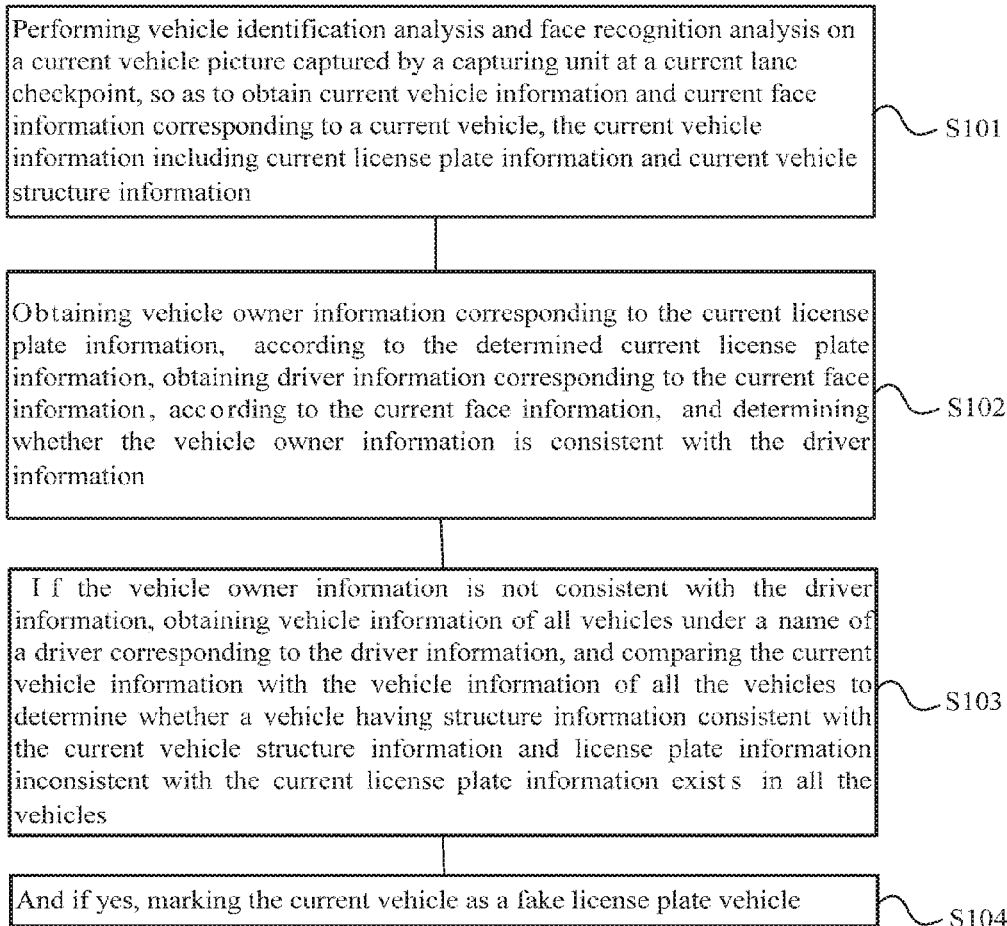 Performing vehicle identification analysis and face recognition analysis on
a current vehicle picture captured by a capturing unit at a current lane
checkpoint, so as to obtain current vehicle information and current face
information corresponding to a current vehicle, the current vehicle
information including current license plate information and current vehicle
structure information
S101
Obtaining vehicle owner information corresponding to the current license
plate information, according to the determined current license plate
information, obtaining driver information corresponding to the current face
information, according to the current face information, and determining
whether the vehicle owner information is consistent with the driver
information
S102
If the vehicle owner information is not consistent with the driver
information, obtaining vehicle information of all vehicles under a name of
a driver corresponding to the driver information, and comparing the current
vehicle information with the vehicle information of all the vehicles to
determine whether a vehicle having structure information consistent with
the current vehicle structure information and license plate information
inconsistent with the current license plate information exists in all the
vehicles
S103
And if yes, marking the current vehicle as a fake license plate vehicle
S104